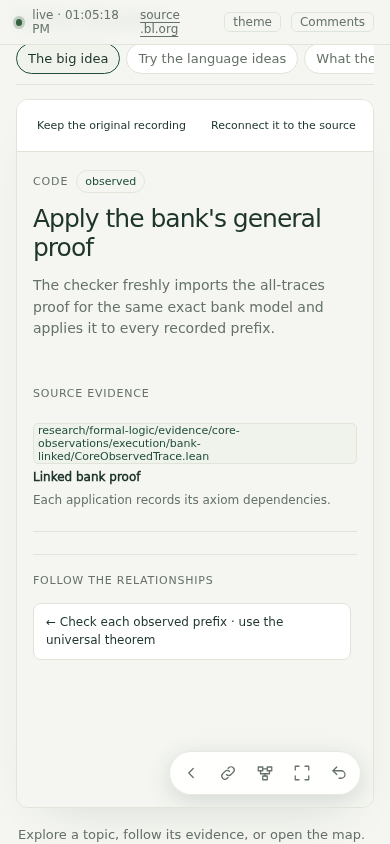 live · 01:05:18 PM
source.bl.org
theme
Comments
The big idea
Try the language ideas
What the
Keep the original recording
Reconnect it to the source
CODE
observed
Apply the bank's general
proof
The checker freshly imports the all-traces
proof for the same exact bank model and
applies it to every recorded prefix.
SOURCE EVIDENCE
research/formal-logic/evidence/core-
observations/execution/bank-
linked/CoreObservedTrace.lean
Linked bank proof
Each application records its axiom dependencies.
FOLLOW THE RELATIONSHIPS
← Check each observed prefix · use the
universal theorem
Explore a topic, follow its evidence, or open the map.